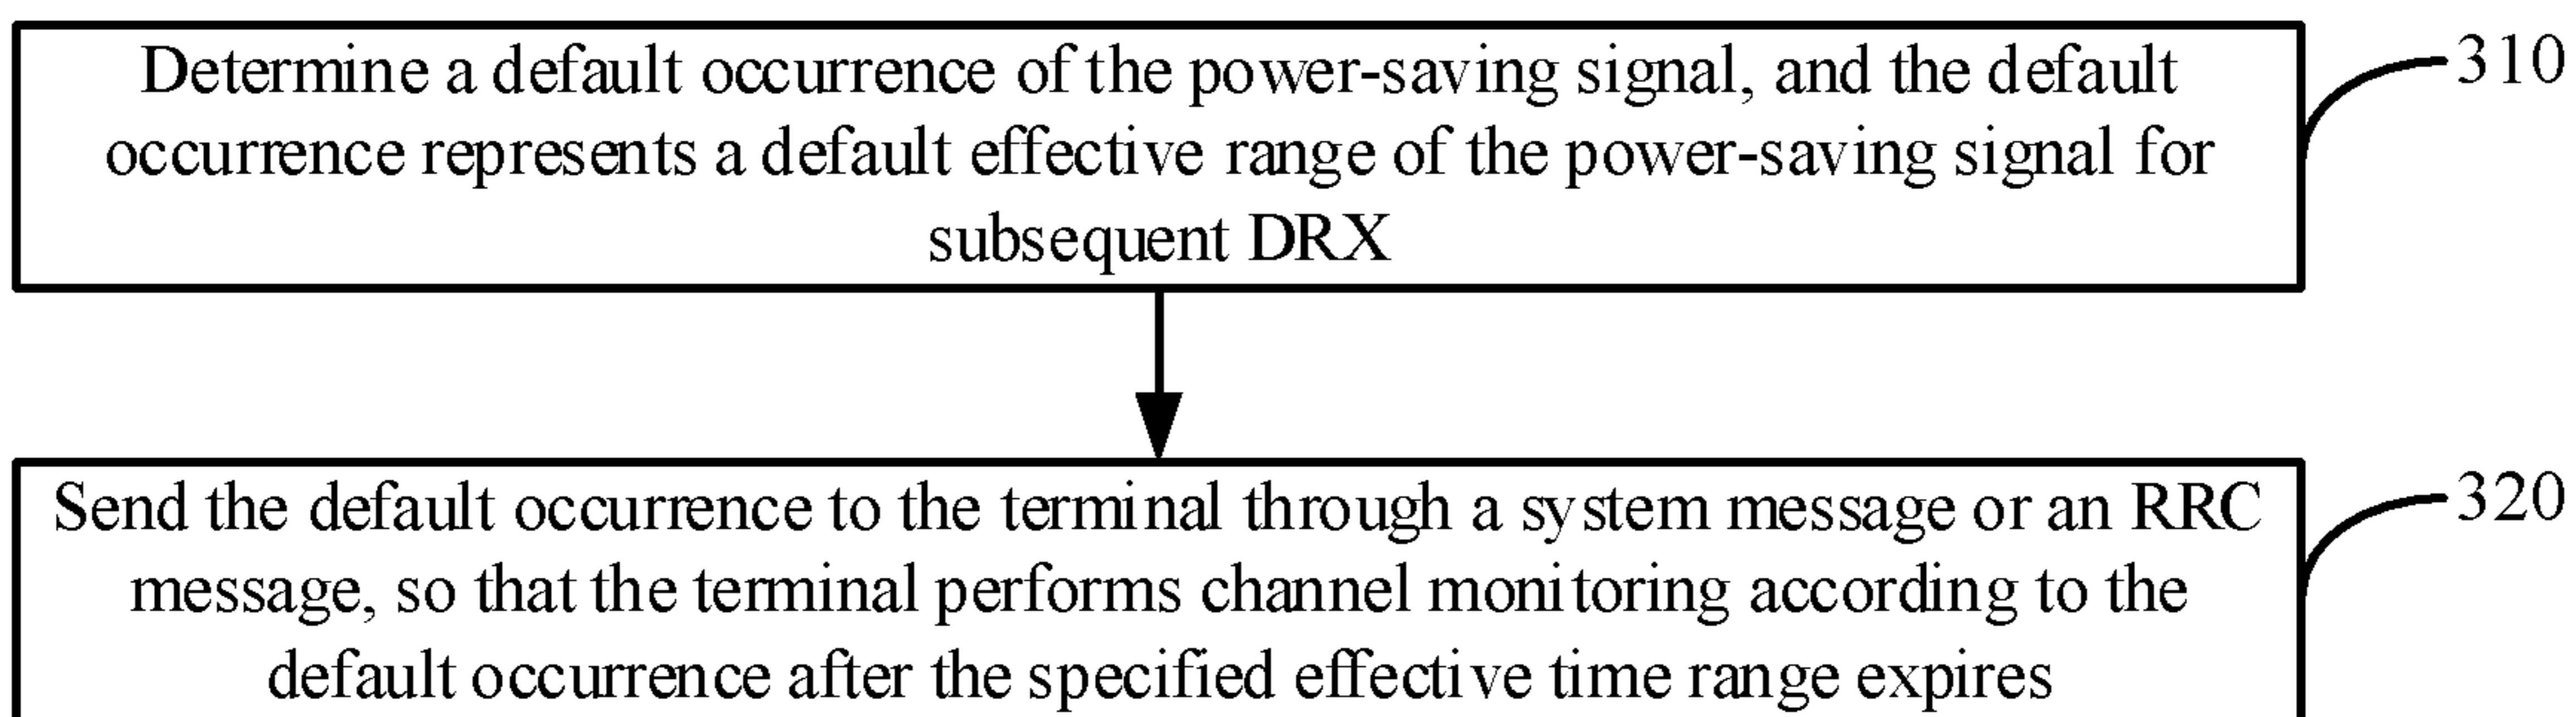 Determine a default occurrence of the power-saving signal, and the default
310
occurrence represents a default effective range of the power-saving signal for
subsequent DRX
Send the default occurrence to the terminal through a system message or an RRC
320
message, so that the terminal performs channel monitoring according to the
default occurrence after the specified effective time range expires